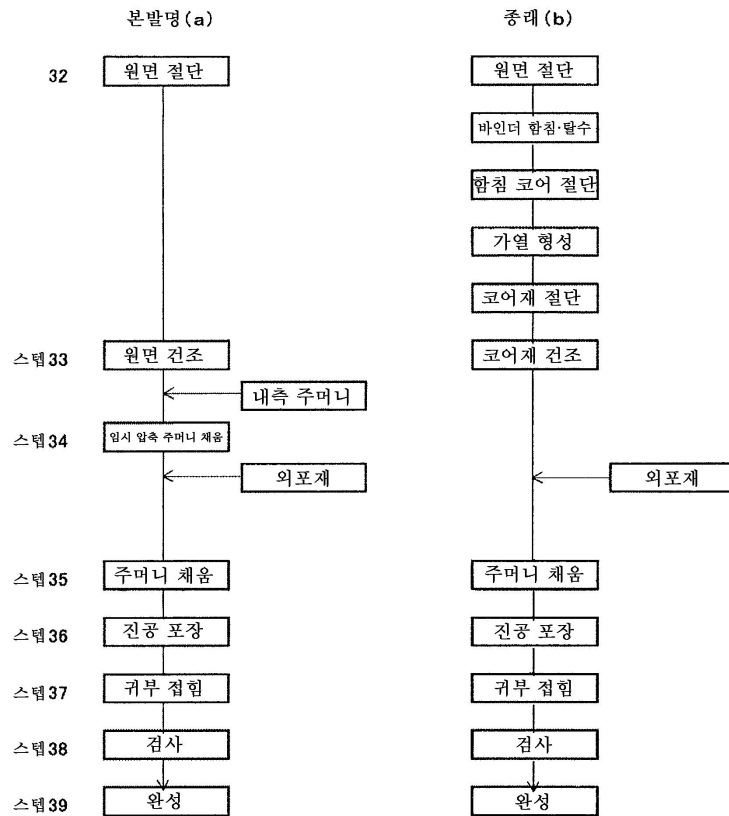 본발명(a) 종래(b)
32 원면 절단 원면 절단
바인더 함침·탈수
함침 코어 절단
가열 형성
코어재 절단
스텝33 원면 건조 코어재 건조
내측 주머니
스텝34 임시 압축 주머니 채움
외포재 외포재
스텝35 주머니 채움 주머니 채움
스텝36 진공 포장 진공 포장
스텝37 귀부 접힘 귀부 접힘
스텝38 검사 검사
스텝39 완성 완성